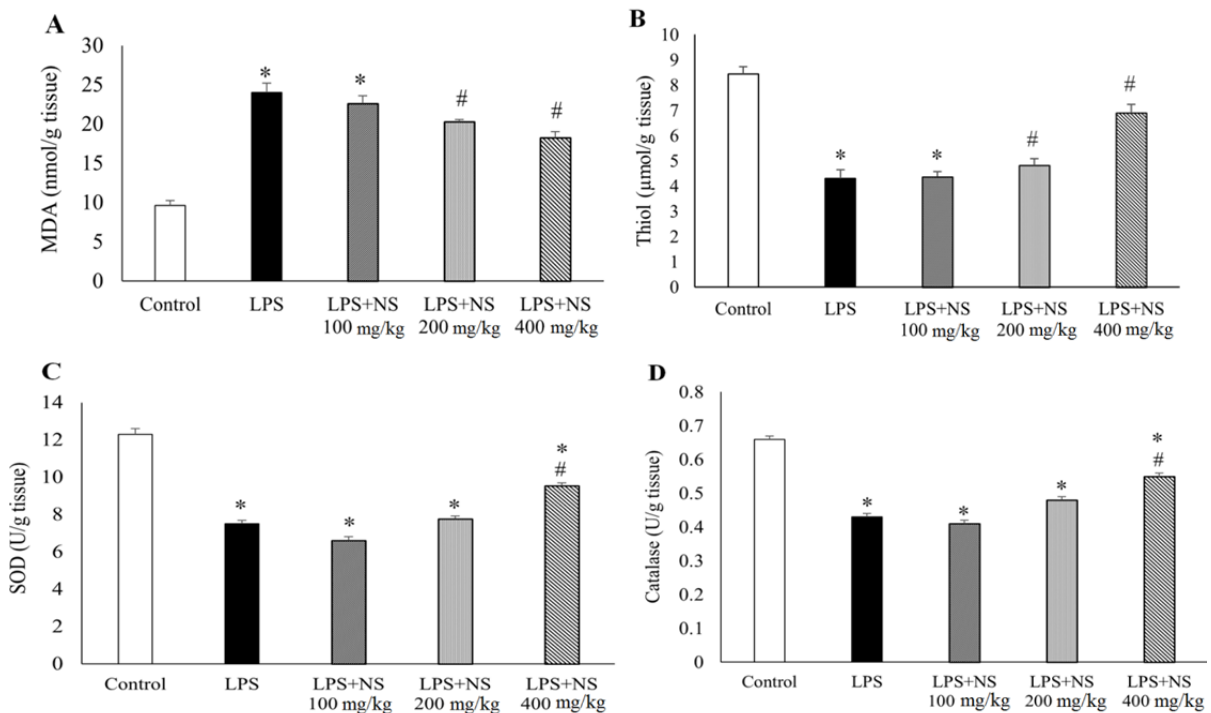 A
MDA (nmol/g tissue)
30
25
20
15
10
5
0
*
*
#
#
Control
LPS
LPS+NS
100 mg/kg
LPS+NS
200 mg/kg
LPS+NS
400 mg/kg
B
Thiol (µmol/g tissue)
10
9
8
7
6
5
4
3
2
1
0
*
*
#
#
Control
LPS
LPS+NS
100 mg/kg
LPS+NS
200 mg/kg
LPS+NS
400 mg/kg
C
SOD (U/g tissue)
14
12
10
8
6
4
2
0
*
*
*
*
#
Control
LPS
LPS+NS
100 mg/kg
LPS+NS
200 mg/kg
LPS+NS
400 mg/kg
D
Catalase (U/g tissue)
0.8
0.7
0.6
0.5
0.4
0.3
0.2
0.1
0
*
*
*
*
#
Control
LPS
LPS+NS
100 mg/kg
LPS+NS
200 mg/kg
LPS+NS
400 mg/kg